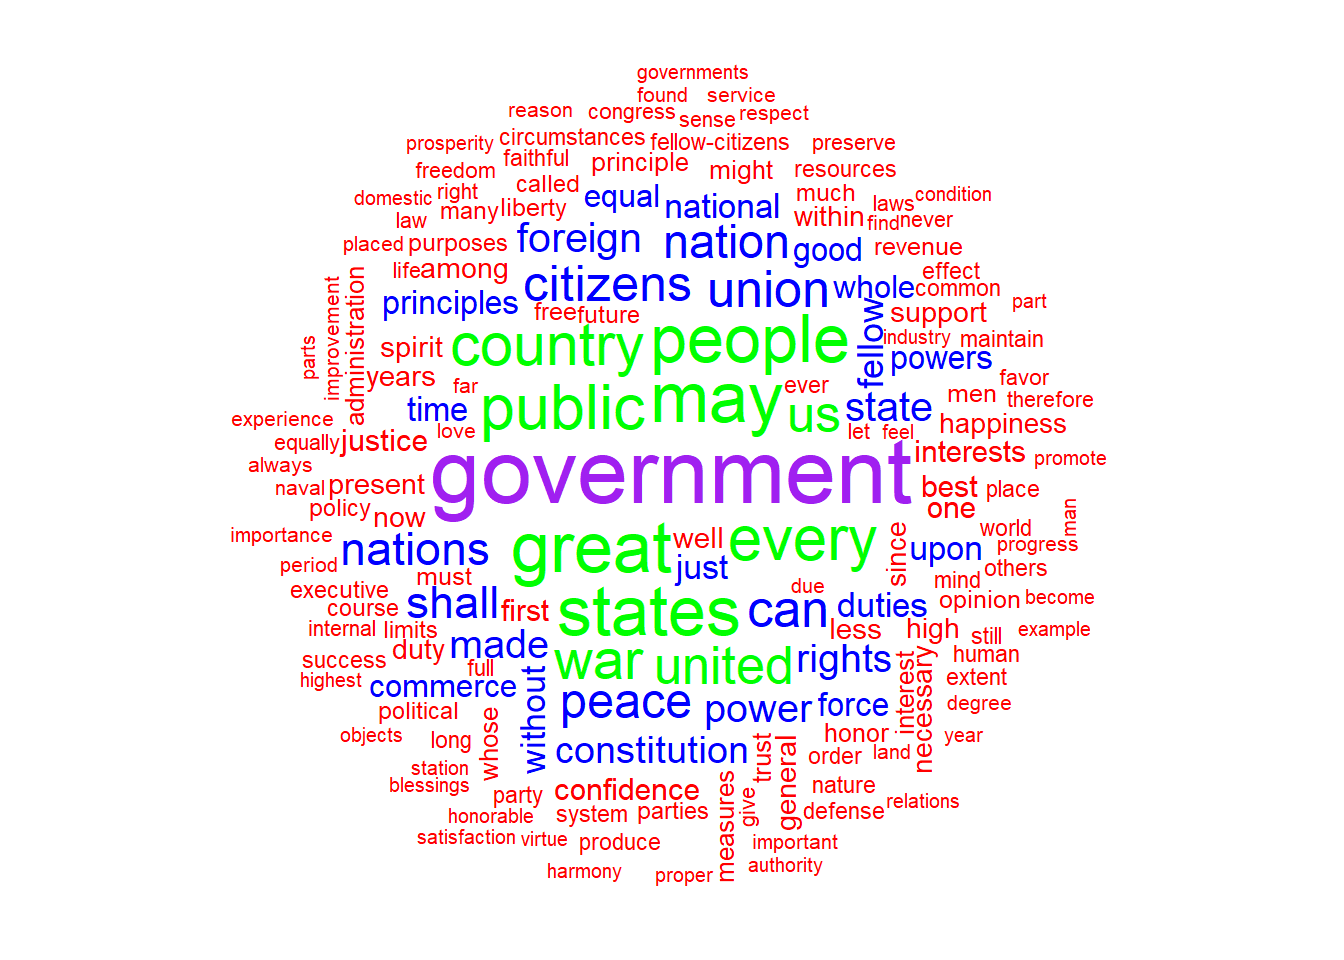 governments
found service
reason congress sense respect
prosperity circumstances fellow-citizens preserve
freedom faithful principle might resources
domestic right called equal national much laws condition
law many liberty within find never
placed purposes foreign nation good revenue
life among citizens union whole common effect
principles free future fellow support part
parts improvement administration spirit country people industry maintain
years far ever powers favor
experience time public may us state men therefore
equally justice love let feel happiness
always government interests promote
naval present best place
policy now one man
importance nations great well every since upon world progress
period just others
executive must due mind
course shall first states can duties opinion become
internal limits made less high still example
success duty war united rights interest necessary human
highest full extent
commerce without peace power force degree
political whose honor year
objects long constitution trust general order land
station
blessings party confidence measures give nature relations
honorable system parties defense
satisfaction virtue produce important
harmony proper authority